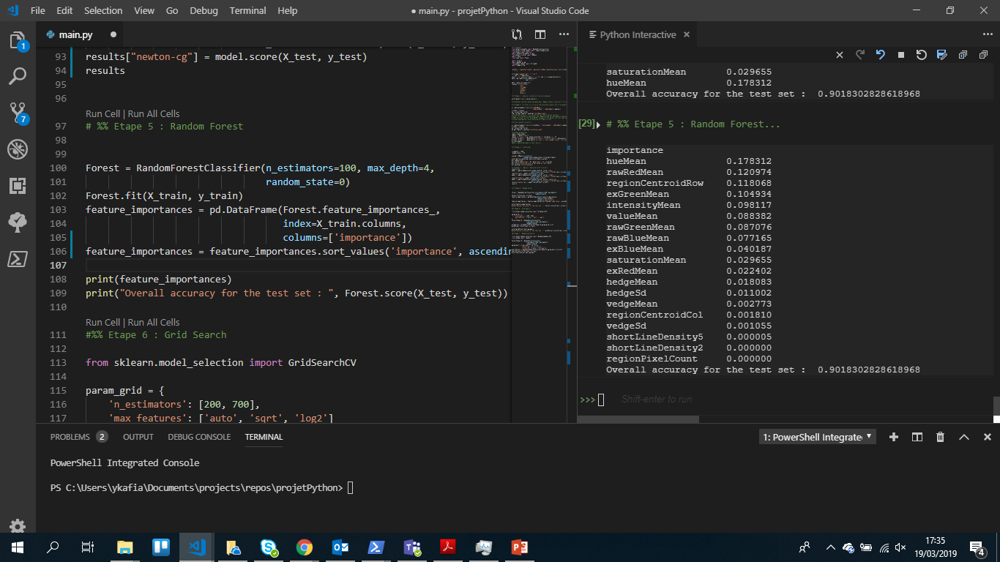 File Edit Selection View Go Debug Terminal Help
● main.py - projetPython - Visual Studio Code
main.py ●
Python Interactive ×
1
7
93 results["newton-cg"] = model.score(X_test, y_test)
94 results
95
96
Run Cell | Run All Cells
97 # %% Etape 5 : Random Forest
98
99
100 Forest = RandomForestClassifier(n_estimators=100, max_depth=4,
101 random_state=0)
102 Forest.fit(X_train, y_train)
103 feature_importances = pd.DataFrame(Forest.feature_importances_,
104 index=X_train.columns,
105 columns=['importance'])
106 feature_importances = feature_importances.sort_values('importance', ascendin
107
108 print(feature_importances)
109 print("Overall accuracy for the test set : ", Forest.score(X_test, y_test))
110
Run Cell | Run All Cells
111 #%% Etape 6 : Grid Search
112
113 from sklearn.model_selection import GridSearchCV
114
115 param_grid = {
116 'n_estimators': [200, 700],
117 'max_features': ['auto', 'sqrt', 'log2']
saturationMean 0.029655
hueMean 0.178312
Overall accuracy for the test set : 0.9018302828618968
[29] # %% Etape 5 : Random Forest...
importance
hueMean 0.178312
rawRedMean 0.120974
regionCentroidRow 0.118068
exGreenMean 0.104934
intensityMean 0.098117
valueMean 0.088382
rawGreenMean 0.087076
rawBlueMean 0.077165
exBlueMean 0.040187
saturationMean 0.029655
exRedMean 0.022402
hedgeMean 0.018083
hedgeSd 0.011002
vedgeMean 0.002773
regionCentroidCol 0.001810
vedgeSd 0.001055
shortLineDensity5 0.000005
shortLineDensity2 0.000000
regionPixelCount 0.000000
Overall accuracy for the test set : 0.9018302828618968
>>> Shift-enter to run
PROBLEMS 2 OUTPUT DEBUG CONSOLE TERMINAL
1: PowerShell Integrate
PowerShell Integrated Console
PS C:\Users\ykafia\Documents\projects\repos\projetPython>
17:35
19/03/2019
4